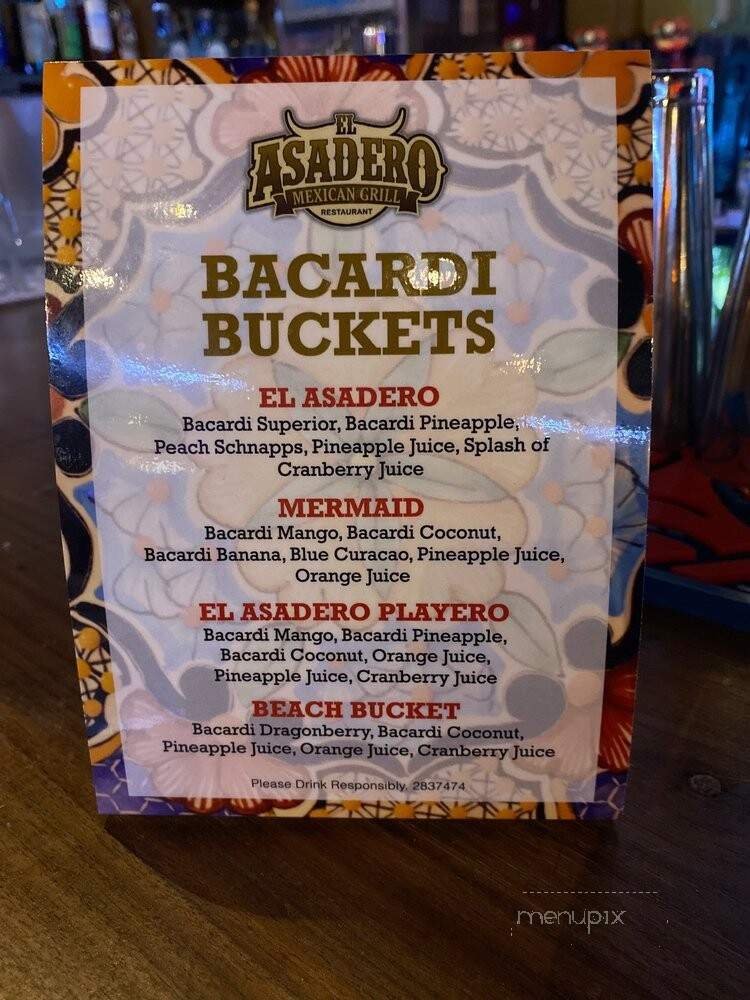 EL
ASADERO
MEXICAN GRILL
RESTAURANT
BACARDI
BUCKETS
EL ASADERO
Bacardi Superior, Bacardi Pineapple,
Peach Schnapps, Pineapple Juice, Splash of
Cranberry Juice
MERMAID
Bacardi Mango, Bacardi Coconut,
Bacardi Banana, Blue Curacao, Pineapple Juice,
Orange Juice
EL ASADERO PLAYERO
Bacardi Mango, Bacardi Pineapple,
Bacardi Coconut, Orange Juice,
Pineapple Juice, Cranberry Juice
BEACH BUCKET
Bacardi Dragonberry, Bacardi Coconut,
Pineapple Juice, Orange Juice, Cranberry Juice
Please Drink Responsibly. 2837474
menupix